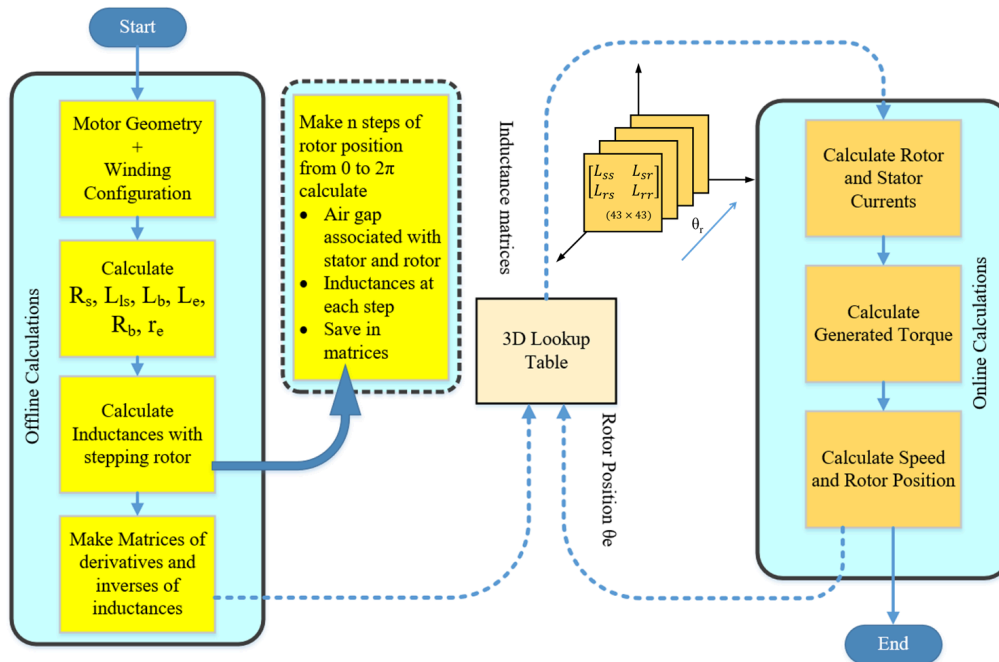 Start
Offline Calculations
Motor Geometry
+
Winding
Configuration
Calculate
Rs, Lls, Lb, Le,
Rb, re
Calculate
Inductances with
stepping rotor
Make Matrices of
derivatives and
inverses of
inductances
Make n steps of
rotor position
from 0 to 2π
calculate
• Air gap
associated with
stator and rotor
• Inductances at
each step
• Save in
matrices
Inductance matrices
Lss Lsr
Lrs Lrr
(43 × 43)
θr
3D Lookup
Table
Rotor Position θe
Online Calculations
Calculate Rotor
and Stator
Currents
Calculate
Generated Torque
Calculate Speed
and Rotor Position
End